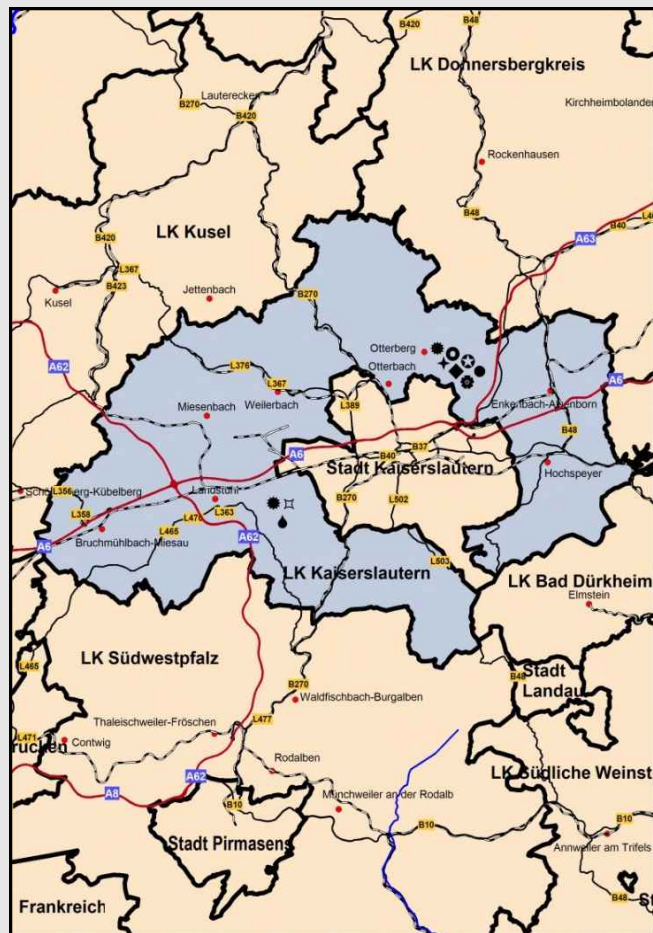 B420
B48
LK Donnersbergkreis
Lauterecken
B270
B420
Kirchheimbolanden
Rockenhausen
B48
B40
A63
LK Kusel
B420
L367
B423
Jettenbach
Kusel
B270
A62
Otterberg
L376
Otterbach
A6
L367
Weilerbach
L389
Enkenbach-Alsenborn
Miesenbach
B37
B48
A6
B40
Stadt Kaiserslautern
Hochspeyer
L356
Landstuhl
B270
L502
L358
L470
L363
Bruchmühlbach-Miesau
L465
A62
A6
L503
LK Kaiserslautern
LK Bad Dürkheim
Elmstein
LK Südwestpfalz
L465
B48
Stadt
Landau
B270
Waldfischbach-Burgalben
L477
Thaleischweiler-Fröschen
L471
Contwig
A62
Rodalben
LK Südliche Weinst
A8
B10
Münchweiler an der Rodalb
B10
B10
Stadt Pirmasens
Annweiler am Trifels
Frankreich
B48